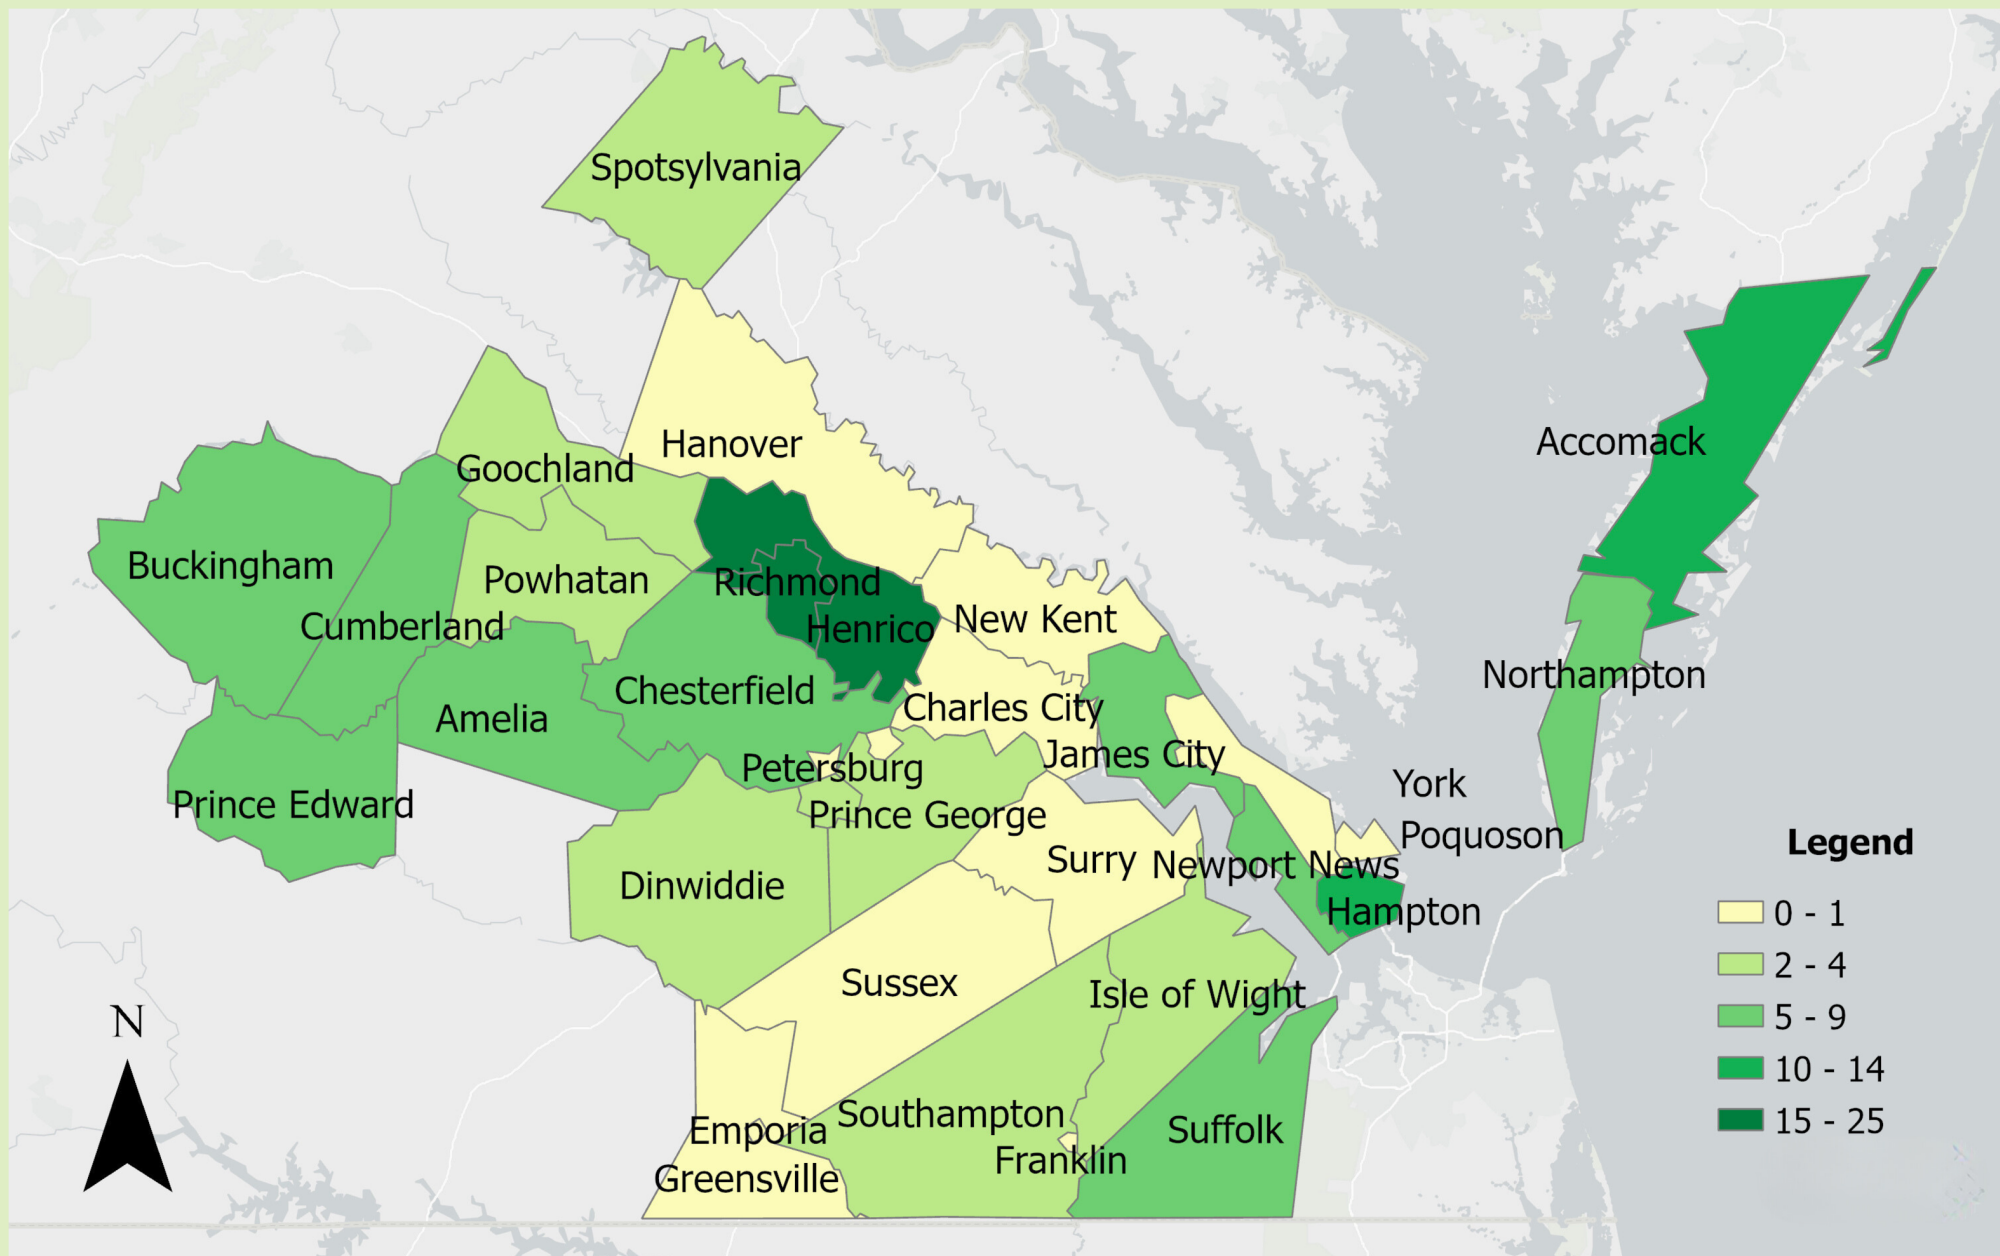 Spotsylvania
Hanover
Goochland
Accomack
Buckingham
Powhatan
Richmond
Cumberland
Henrico
New Kent
Northampton
Chesterfield
Amelia
Charles City
James City
Petersburg
York
Prince Edward
Prince George
Poquoson
Legend
Surry
Newport News
Dinwiddie
Hampton
0 - 1
2 - 4
Sussex
Isle of Wight
5 - 9
N
10 - 14
Southampton
Suffolk
15 - 25
Emporia
Franklin
Greensville